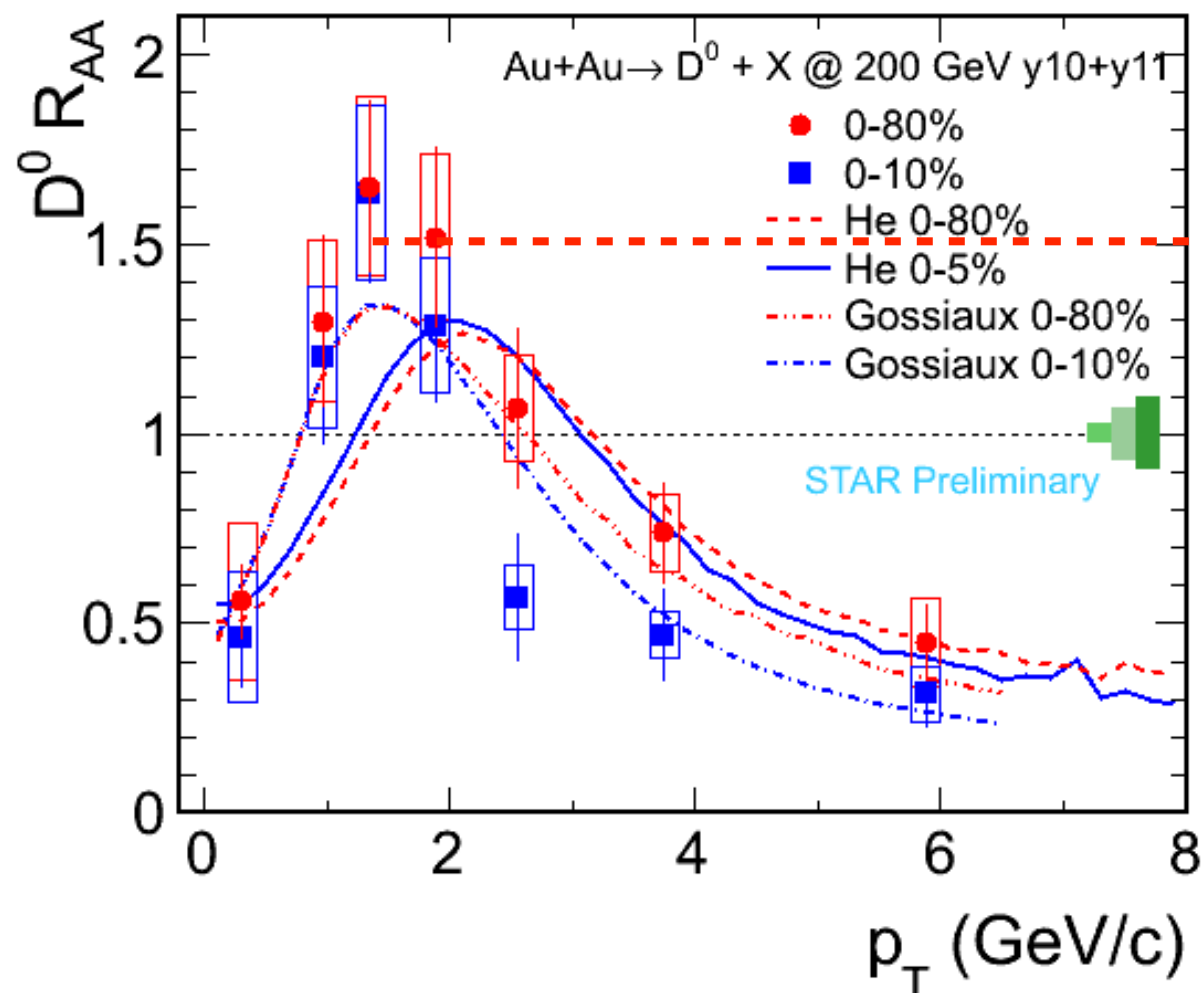 Au+Au→ D⁰ + X @ 200 GeV y10+y11
0-80%
0-10%
He 0-80%
He 0-5%
Gossiaux 0-80%
Gossiaux 0-10%
STAR Preliminary
D⁰ R_AA
2
1.5
1
1
0.5
0
0
2
4
6
8
p_T (GeV/c)